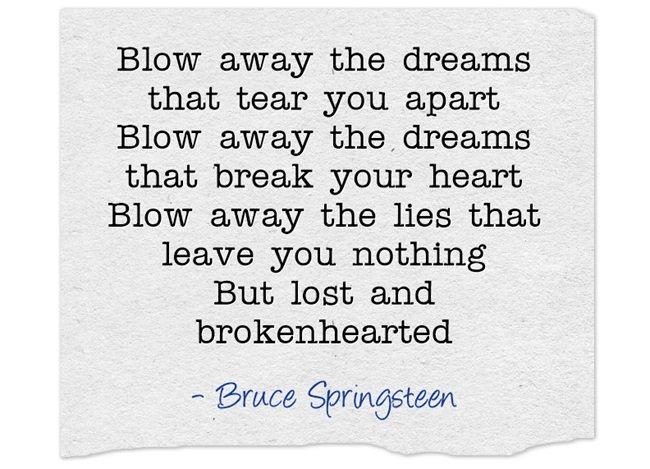 Blow away the dreams
that tear you apart
Blow away the dreams
that break your heart
Blow away the lies that
leave you nothing
But lost and
brokenhearted
- Bruce Springsteen